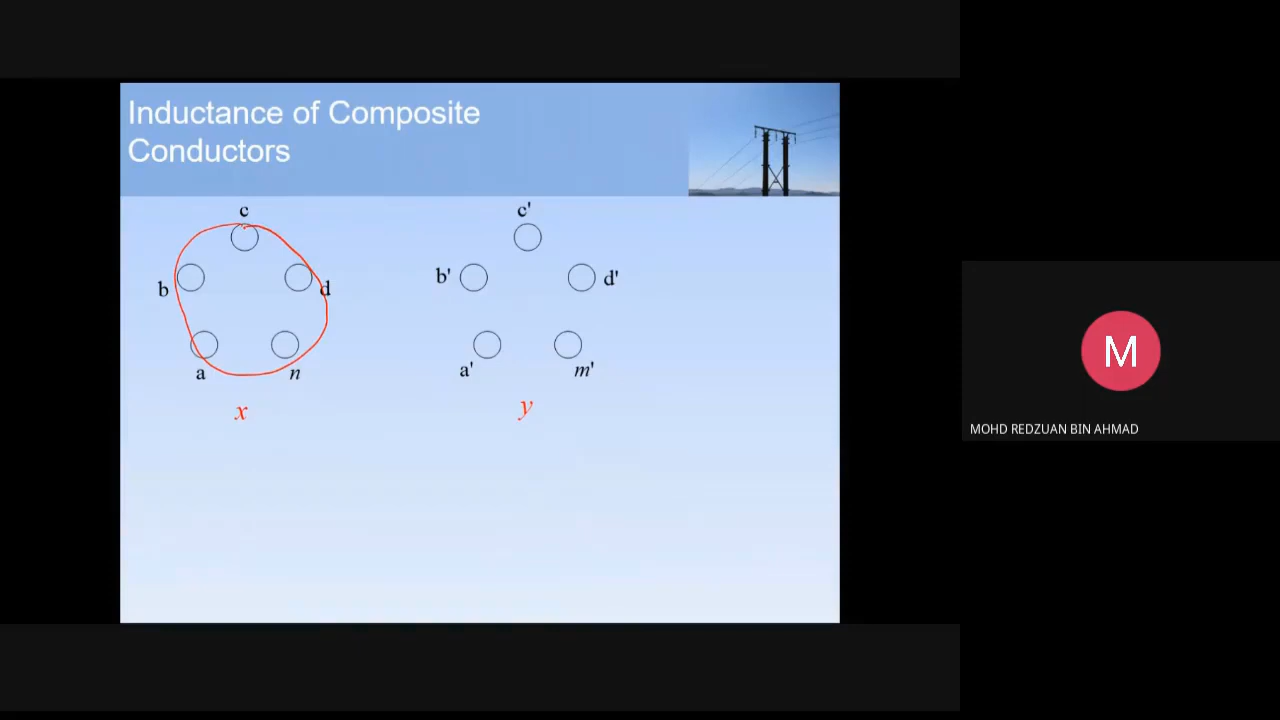 Inductance of Composite
Conductors
c
c'
b
d
b'
d'
a
n
a'
m'
x
y
M
MOHD REDZUAN BIN AHMAD